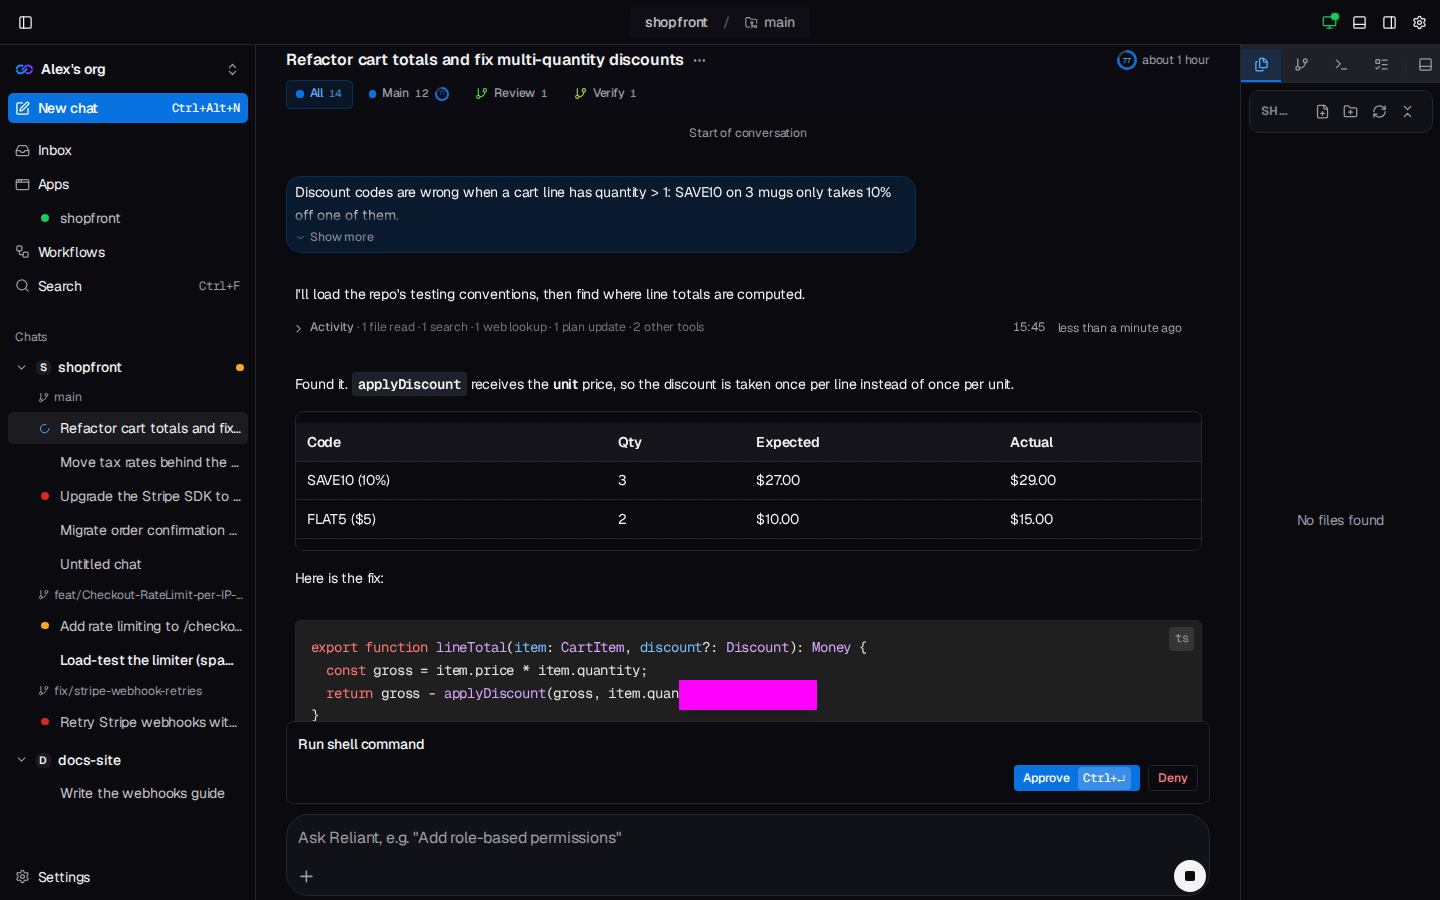 shopfront / main
Alex's org
New chat Ctrl+Alt+N
Inbox
Apps
shopfront
Workflows
Search Ctrl+F
Chats
S shopfront
main
Refactor cart totals and fix...
Move tax rates behind the ...
Upgrade the Stripe SDK to ...
Migrate order confirmation ...
Untitled chat
feat/Checkout-RateLimit-per-IP-...
Add rate limiting to /checko...
Load-test the limiter (spa...
fix/stripe-webhook-retries
Retry Stripe webhooks wit...
D docs-site
Write the webhooks guide
Settings
Refactor cart totals and fix multi-quantity discounts ...
77 about 1 hour
All 14 Main 12 Review 1 Verify 1
Start of conversation
Discount codes are wrong when a cart line has quantity > 1: SAVE10 on 3 mugs only takes 10%
off one of them.
Show more
I'll load the repo's testing conventions, then find where line totals are computed.
Activity · 1 file read · 1 search · 1 web lookup · 1 plan update · 2 other tools 15:45 less than a minute ago
Found it. applyDiscount receives the unit price, so the discount is taken once per line instead of once per unit.
Code Qty Expected Actual
SAVE10 (10%) 3 $27.00 $29.00
FLAT5 ($5) 2 $10.00 $15.00
Here is the fix:
ts
export function lineTotal(item: CartItem, discount?: Discount): Money {
const gross = item.price * item.quantity;
return gross - applyDiscount(gross, item.quan
}
Run shell command
Approve Ctrl+↵ Deny
Ask Reliant, e.g. "Add role-based permissions"
SH...
No files found